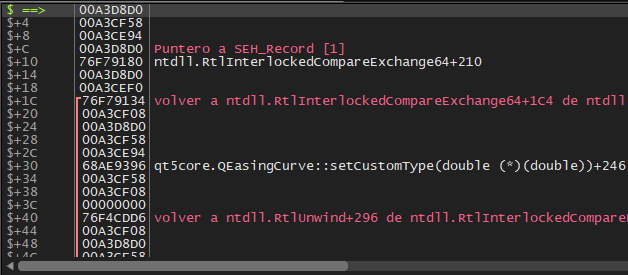 $ ==> 00A3D8D0
$+4 00A3CF58
$+8 00A3CE94
$+C 00A3D8D0 Puntero a SEH_Record [1]
$+10 76F79180 ntdll.RtlInterlockedCompareExchange64+210
$+14 00A3D8D0
$+18 00A3CEF0
$+1C 76F79134 volver a ntdll.RtlInterlockedCompareExchange64+1C4 de ntdll
$+20 00A3CF08
$+24 00A3D8D0
$+28 00A3CF58
$+2C 00A3CE94
$+30 68AE9396 qt5core.QEasingCurve::setCustomType(double (*)(double))+246
$+34 00A3CF58
$+38 00A3CF08
$+3C 00000000
$+40 76F4CDD6 volver a ntdll.RtlUnwind+296 de ntdll.RtlInterlockedCompare
$+44 00A3CF08
$+48 00A3D8D0
$+4C 00A3CF58